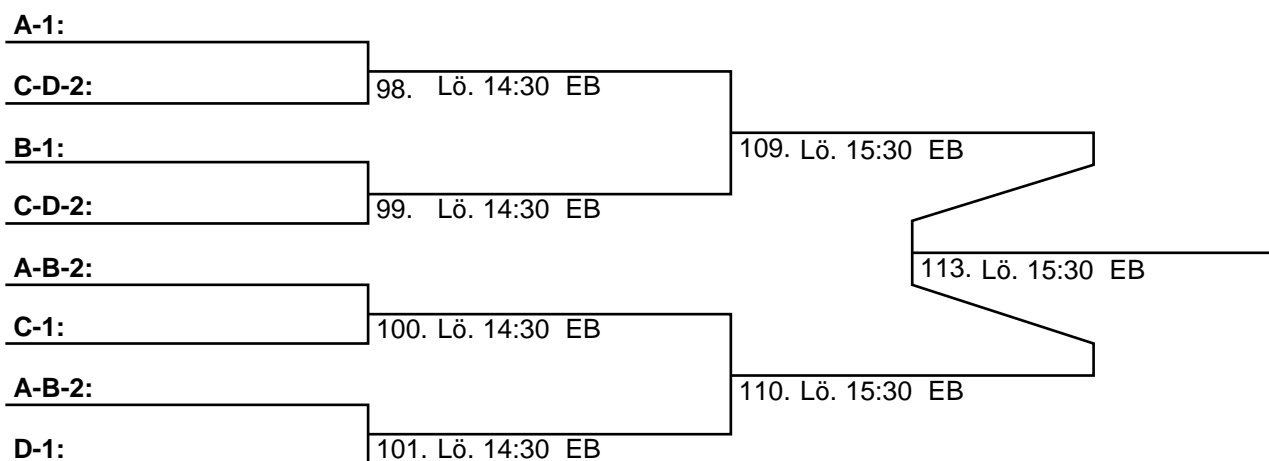 A-1:
C-D-2:
98. Lö. 14:30 EB
B-1:
109. Lö. 15:30 EB
C-D-2:
99. Lö. 14:30 EB
A-B-2:
113. Lö. 15:30 EB
C-1:
100. Lö. 14:30 EB
A-B-2:
110. Lö. 15:30 EB
D-1:
101. Lö. 14:30 EB